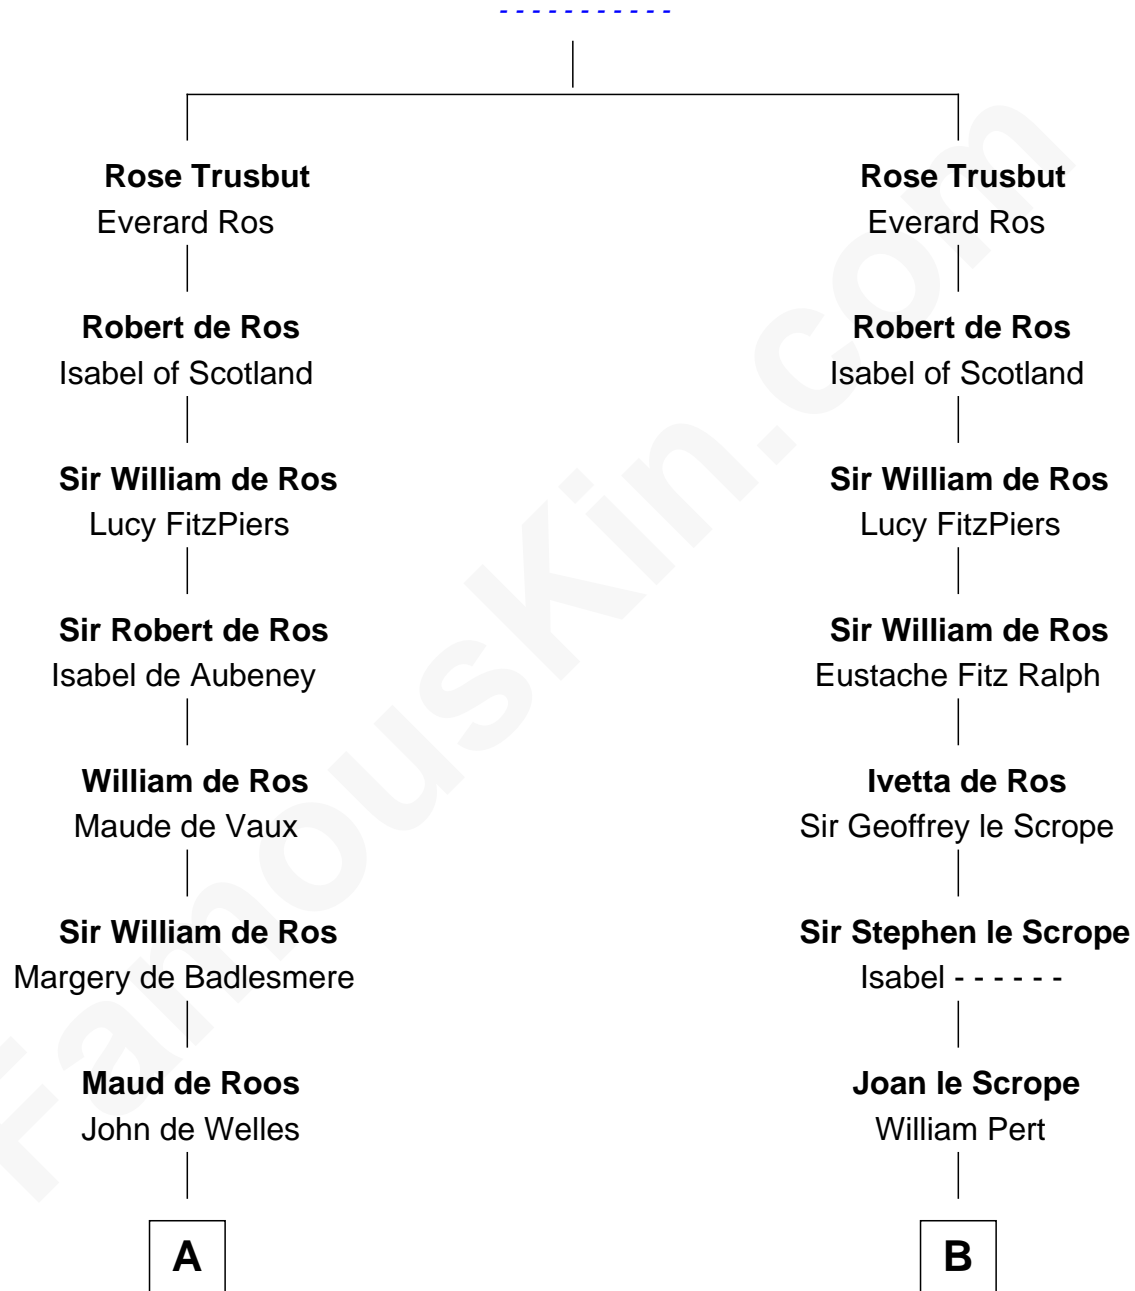 - - - - - - - - - - -
Rose Trusbut Rose Trusbut
Everard Ros Everard Ros
Robert de Ros Robert de Ros
Isabel of Scotland Isabel of Scotland
Sir William de Ros Sir William de Ros
Lucy FitzPiers Lucy FitzPiers
Sir Robert de Ros Sir William de Ros
Isabel de Aubeney Eustache Fitz Ralph
William de Ros Ivetta de Ros
Maude de Vaux Sir Geoffrey le Scrope
Sir William de Ros Sir Stephen le Scrope
Margery de Badlesmere Isabel - - - - - -
Maud de Roos Joan le Scrope
John de Welles William Pert
A B
FamousKin.com